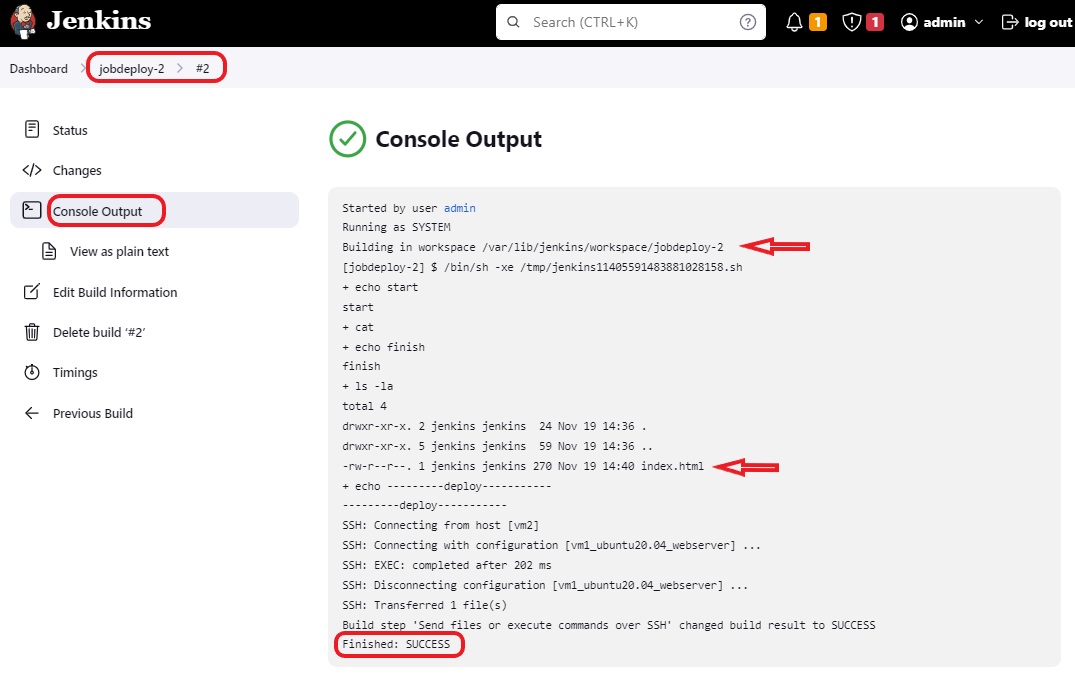 Jenkins
Search (CTRL+K)
1
1
admin
log out
Dashboard
jobdeploy-2
#2
Status
Changes
Console Output
View as plain text
Edit Build Information
Delete build ‘#2’
Timings
Previous Build
Console Output
Started by user admin
Running as SYSTEM
Building in workspace /var/lib/jenkins/workspace/jobdeploy-2
[jobdeploy-2] $ /bin/sh -xe /tmp/jenkins11405591483881028158.sh
+ echo start
start
+ cat
+ echo finish
finish
+ ls -la
total 4
drwxr-xr-x. 2 jenkins jenkins  24 Nov 19 14:36 .
drwxr-xr-x. 5 jenkins jenkins  59 Nov 19 14:36 ..
-rw-r--r--. 1 jenkins jenkins 270 Nov 19 14:40 index.html
+ echo ---------deploy-----------
---------deploy-----------
SSH: Connecting from host [vm2]
SSH: Connecting with configuration [vm1_ubuntu20.04_webserver] ...
SSH: EXEC: completed after 202 ms
SSH: Disconnecting configuration [vm1_ubuntu20.04_webserver] ...
SSH: Transferred 1 file(s)
Build step 'Send files or execute commands over SSH' changed build result to SUCCESS
Finished: SUCCESS